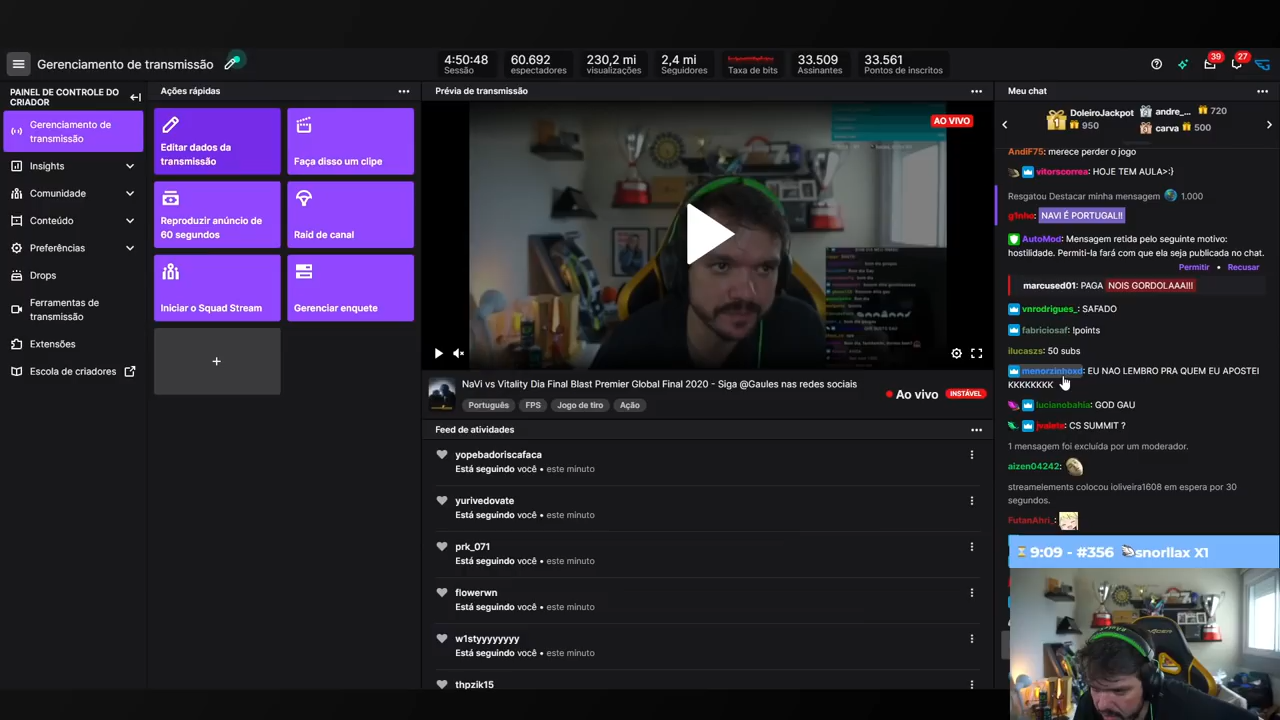 Gerenciamento de transmissão
4:50:48
Sessão
60.692
espectadores
230,2 mi
visualizações
2,4 mi
Seguidores
Taxa de bits
33.509
Assinantes
33.561
Pontos de inscritos
39
27
PAINEL DE CONTROLE DO
CRIADOR
Gerenciamento de
transmissão
Insights
Comunidade
Conteúdo
Preferências
Drops
Ferramentas de
transmissão
Extensões
Escola de criadores
Ações rápidas
Editar dados da
transmissão
Faça disso um clipe
Reproduzir anúncio de
60 segundos
Raid de canal
Iniciar o Squad Stream
Gerenciar enquete
Prévia de transmissão
AO VIVO
NaVi vs Vitality Dia Final Blast Premier Global Final 2020 - Siga @Gaules nas redes sociais
Português
FPS
Jogo de tiro
Ação
Ao vivo
INSTÁVEL
Feed de atividades
yopebadoriscafaca
Está seguindo você • este minuto
yurivedovate
Está seguindo você • este minuto
prk_071
Está seguindo você • este minuto
flowerwn
Está seguindo você • este minuto
w1styyyyyyyy
Está seguindo você • este minuto
thpzik15
Meu chat
DoleiroJackpot
950
andre_... 720
carva 500
AndiF75: merece perder o jogo
vitorscorrea: HOJE TEM AULA>:}
Resgatou Destacar minha mensagem 1.000
g1nho: NAVI É PORTUGAL!!
AutoMod: Mensagem retida pelo seguinte motivo:
hostilidade. Permiti-la fará com que ela seja publicada no chat.
Permitir • Recusar
marcused01: PAGA NOIS GORDOLAAA!!!
vnrodrigues_: SAFADO
fabriciosaf: !points
ilucaszs: 50 subs
menorzinhoxd: EU NAO LEMBRO PRA QUEM EU APOSTEI
KKKKKKKK
lucianobahia: GOD GAU
CS SUMMIT ?
1 mensagem foi excluída por um moderador.
aizen04242:
streamelements colocou ioliveira1608 em espera por 30
segundos.
FutanAhri_:
9:09 - #356 snorllax X1